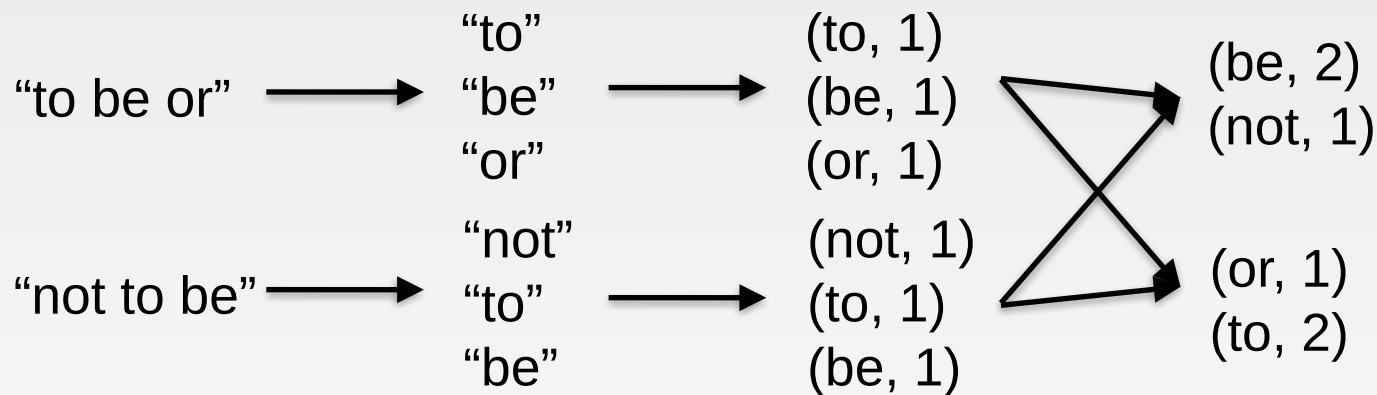 “to be or”
“not to be”
“to”
“be”
“or”
“not”
“to”
“be”
(to, 1)
(be, 1)
(or, 1)
(not, 1)
(to, 1)
(be, 1)
(be, 2)
(not, 1)
(or, 1)
(to, 2)